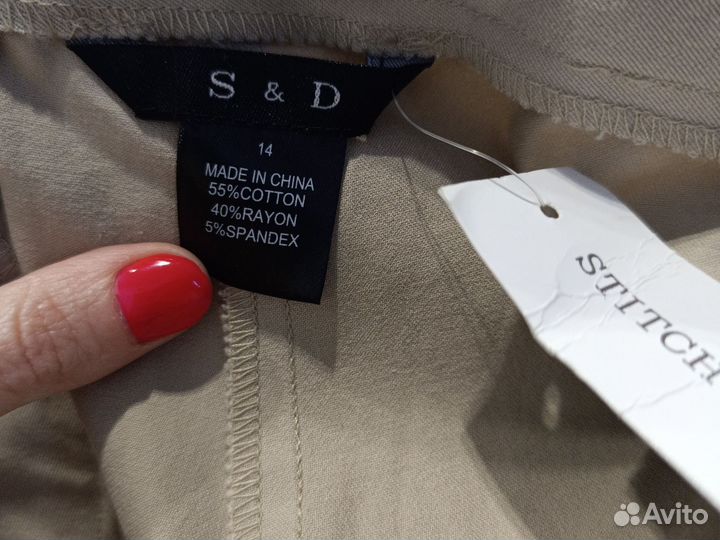 S & D
14
MADE IN CHINA
55%COTTON
40%RAYON
5%SPANDEX
STITCH
Avito